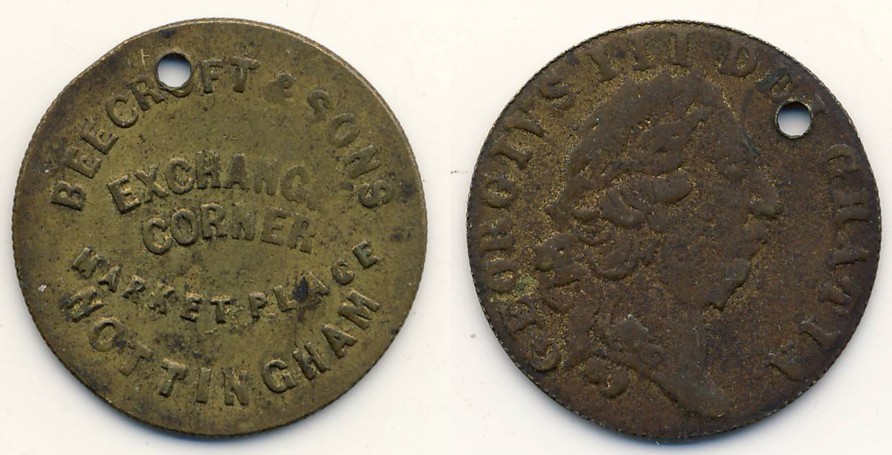 BEECROFT & SONS
EXCHANG
CORNER
MARKET PLACE
NOTTINGHAM
GEORGIVS III DEI GRATIA